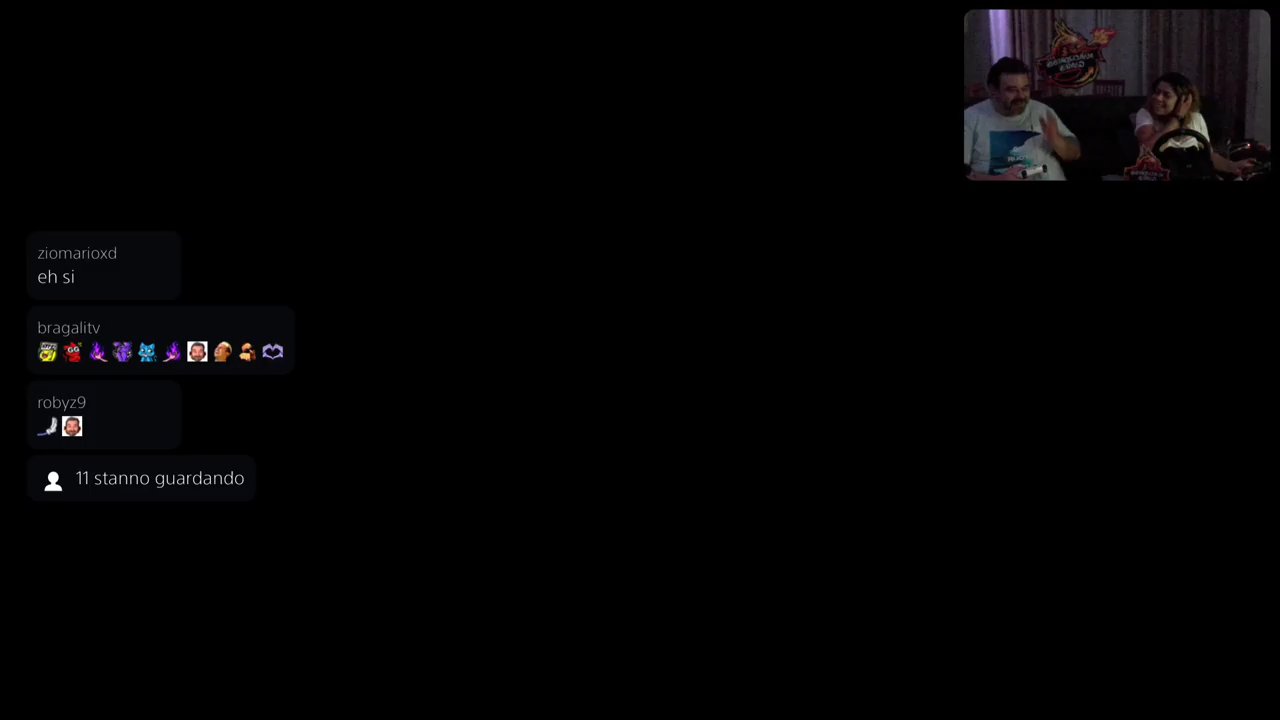 ziomarioxd
eh si
bragalitv
robyz9
11 stanno guardando